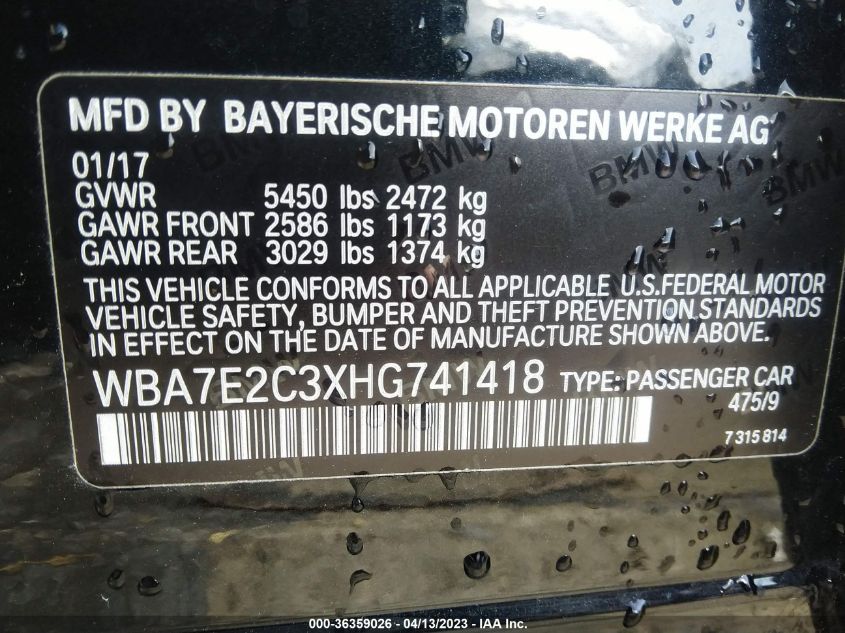 MFD BY BAYERISCHE MOTOREN WERKE AG
01/17
GVWR 5450 lbs 2472 kg
GAWR FRONT 2586 lbs 1173 kg
GAWR REAR 3029 lbs 1374 kg
THIS VEHICLE CONFORMS TO ALL APPLICABLE U.S.FEDERAL MOTOR
VEHICLE SAFETY, BUMPER AND THEFT PREVENTION STANDARDS
IN EFFECT ON THE DATE OF MANUFACTURE SHOWN ABOVE.
WBA7E2C3XHG741418 TYPE: PASSENGER CAR
475/9
7 315 814
000-36359026 - 04/13/2023 - IAA Inc.